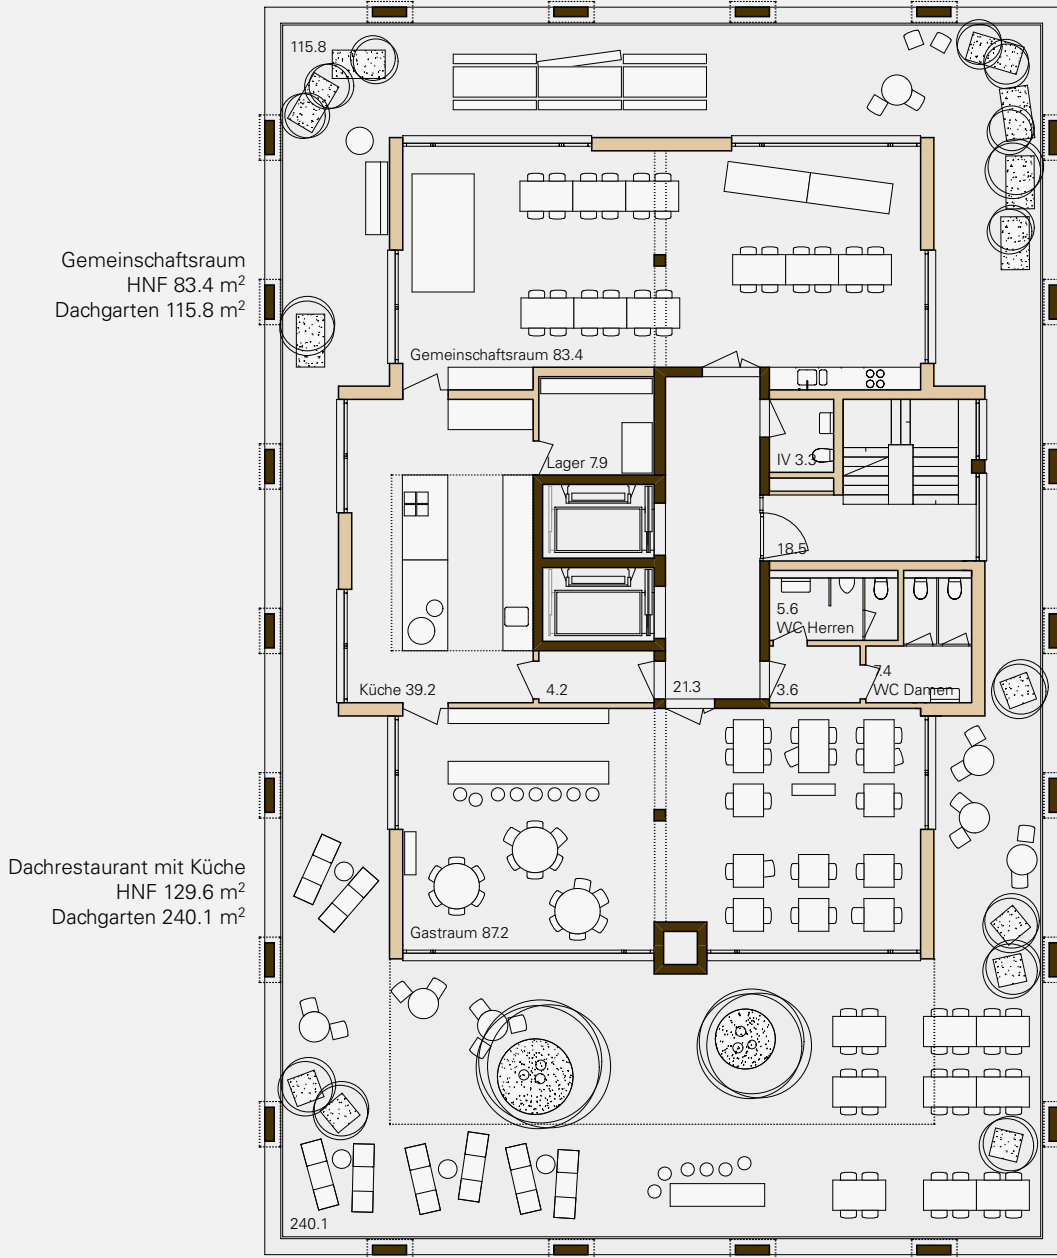 115.8
Gemeinschaftsraum
HNF 83.4 m²
Dachgarten 115.8 m²
Gemeinschaftsraum 83.4
Lager 7.9
IV 3.3
18.5
5.6
WC Herren
Küche 39.2
4.2
21.3
3.6
7.4
WC Damen
Dachrestaurant mit Küche
HNF 129.6 m²
Dachgarten 240.1 m²
Gastraum 87.2
240.1